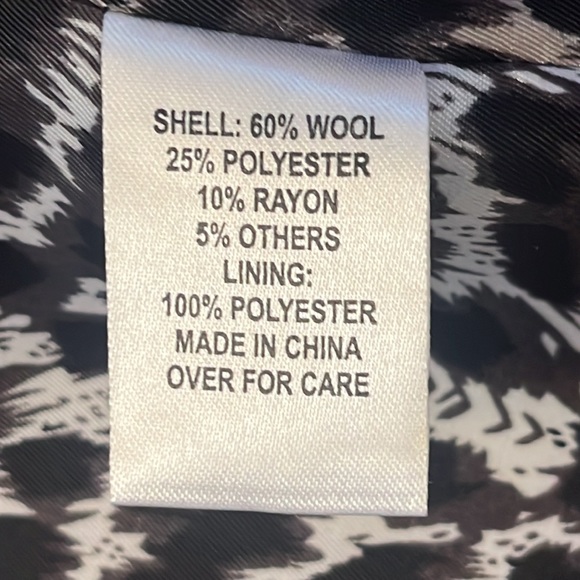 SHELL: 60% WOOL
25% POLYESTER
10% RAYON
5% OTHERS
LINING:
100% POLYESTER
MADE IN CHINA
OVER FOR CARE